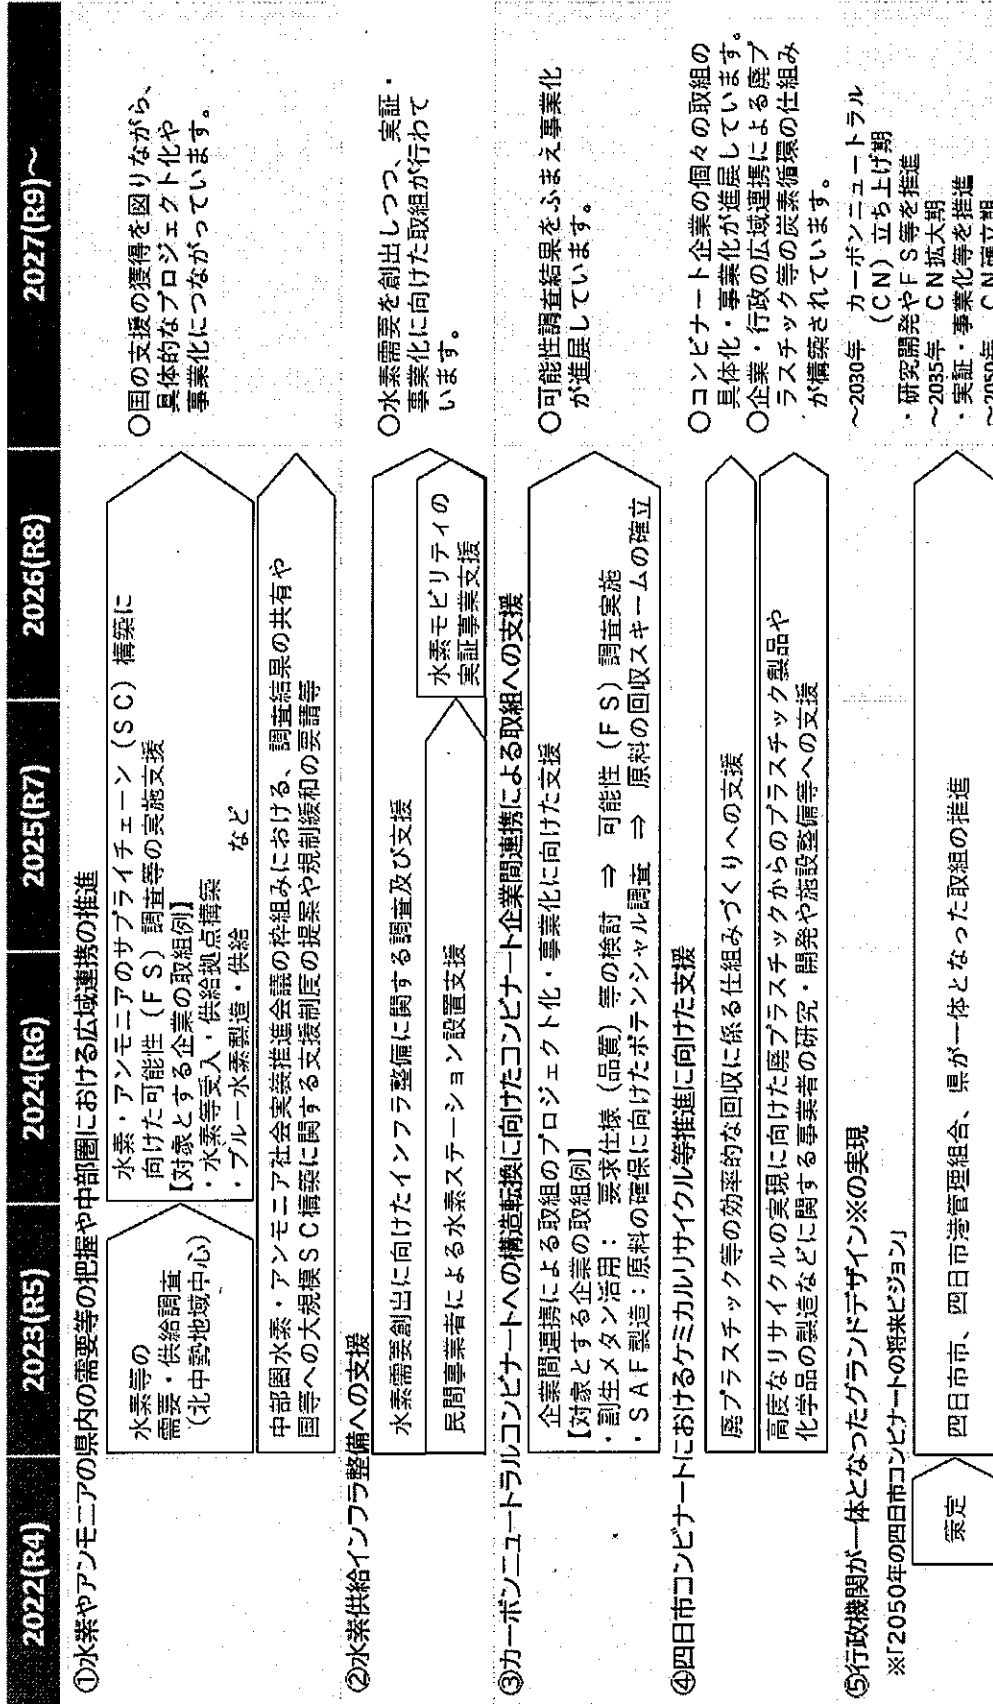 2022(R4) 2023(R5) 2024(R6) 2025(R7) 2026(R8) 2027(R9)～
①水素やアンモニアの県内の需要等の把握や中部圏における広域連携の推進
水素等の
需要・供給調査
(北中勢地域中心)
水素・アンモニアのサプライチェーン（SC）構築に
向けた可能性（FS）調査等の実施支援
【対象とする企業の取組例】
・水素等受入・供給拠点構築
・ブルー水素製造・供給　など
中部圏水素・アンモニア社会実装推進会議の枠組みにおける、調査結果の共有や
国等への大規模SC構築に関する支援制度の提案や規制緩和の要請等
〇国の支援の獲得を図りながら、
具体的なプロジェクト化や
事業化につながっています。
②水素供給インフラ整備への支援
水素需要創出に向けたインフラ整備に関する調査及び支援
民間事業者による水素ステーション設置支援
水素モビリティの
実証事業支援
〇水素需要を創出しつつ、実証・
事業化に向けた取組が行わて
います。
③カーボンニュートラルコンビナートへの構造転換に向けたコンビナート企業間連携による取組への支援
企業間連携による取組のプロジェクト化・事業化に向けた支援
【対象とする企業の取組例】
・副生メタン活用：　要求仕様（品質）等の検討　⇒　可能性（FS）調査実施
・SAF製造：原料の確保に向けたポテンシャル調査　⇒　原料の回収スキームの確立
〇可能性調査結果をふまえ事業化
が進展しています。
④四日市コンビナートにおけるケミカルリサイクル等推進に向けた支援
廃プラスチック等の効率的な回収に係る仕組みづくりへの支援
高度なリサイクルの実現に向けた廃プラスチックからのプラスチック製品や
化学品の製造などに関する事業者の研究・開発や施設整備等への支援
〇コンビナート企業の個々の取組の
具体化・事業化が進展しています。
〇企業・行政の広域連携による廃プ
ラスチック等の炭素循環の仕組み
が構築されています。
⑤行政機関が一体となったグランドデザイン※の実現
※「2050年の四日市コンビナートの将来ビジョン」
策定
四日市市、四日市港管理組合、県が一体となった取組の推進
～2030年　カーボンニュートラル
（CN）立ち上げ期
・研究開発やFS等を推進
～2035年　CN拡大期
・実証・事業化等を推進
～2050年　CN確立期